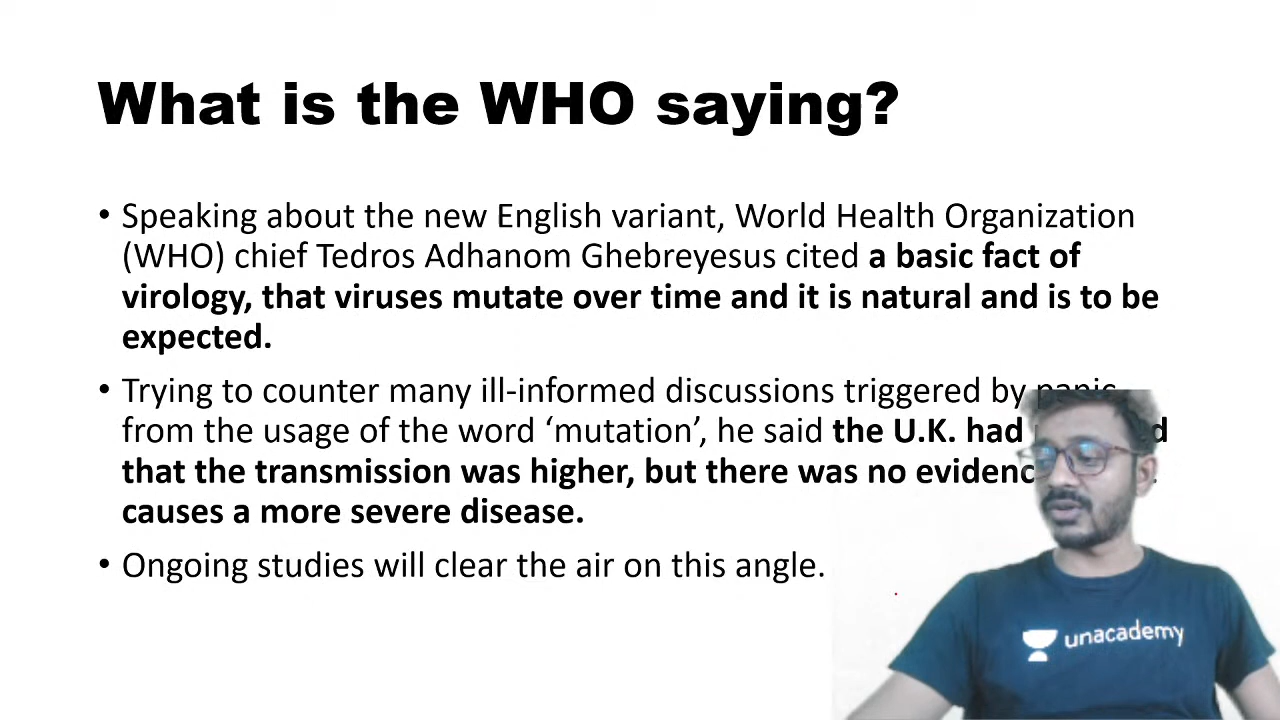 What is the WHO saying?
• Speaking about the new English variant, World Health Organization
(WHO) chief Tedros Adhanom Ghebreyesus cited a basic fact of
virology, that viruses mutate over time and it is natural and is to be
expected.
• Trying to counter many ill-informed discussions triggered by panic
from the usage of the word ‘mutation’, he said the U.K. had
that the transmission was higher, but there was no evidenc
causes a more severe disease.
• Ongoing studies will clear the air on this angle.
unacademy